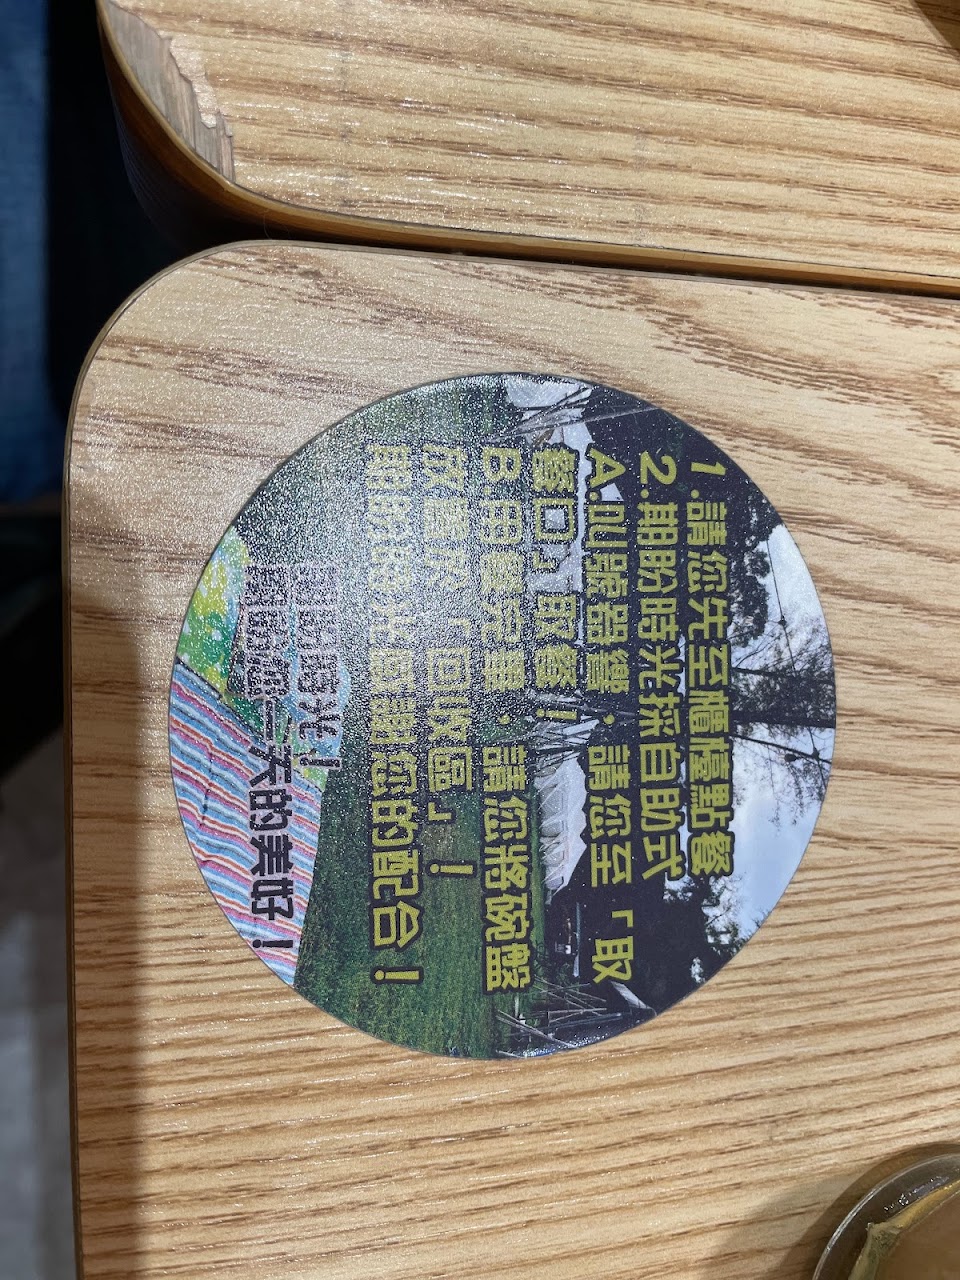 1.請您先至櫃檯點餐
2.期盼時光採自助式
A.叫號器響,請您至「取
餐口」取餐!
B.用餐完畢,請您將碗盤
放置於「回收區」!
期盼時光感謝您的配合!
期盼時光!
期盼您一天的美好!